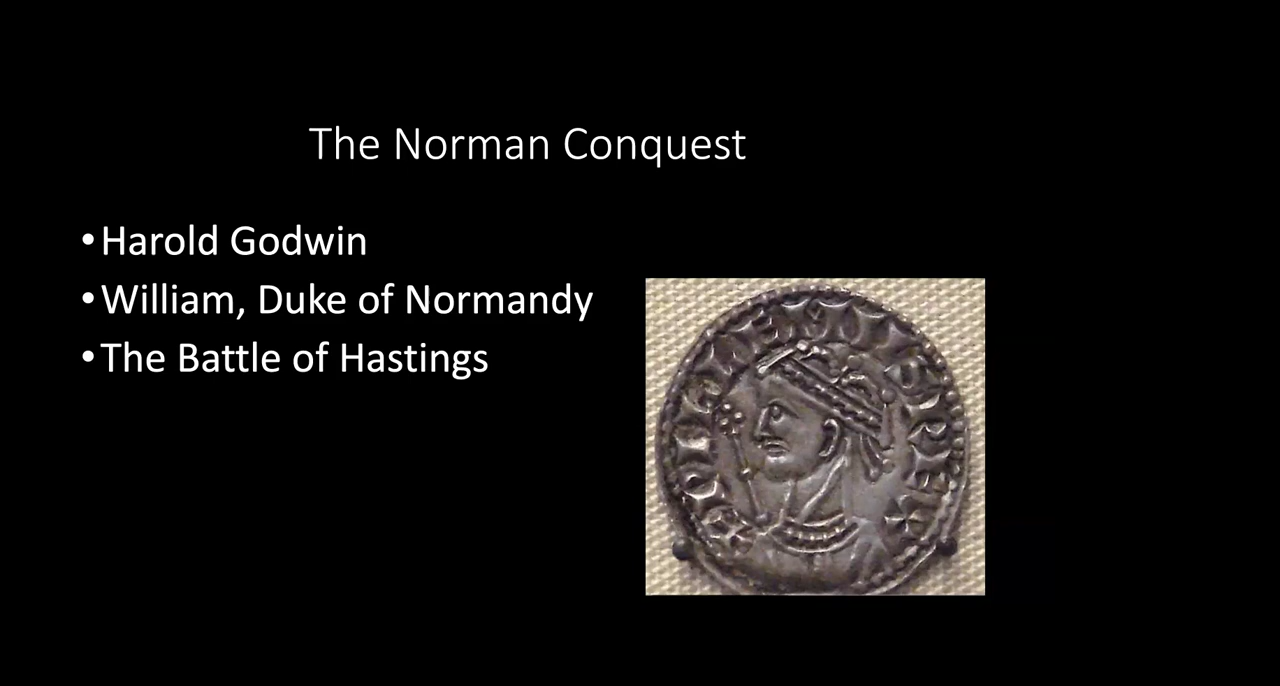 The Norman Conquest
•Harold Godwin
•William, Duke of Normandy
•The Battle of Hastings